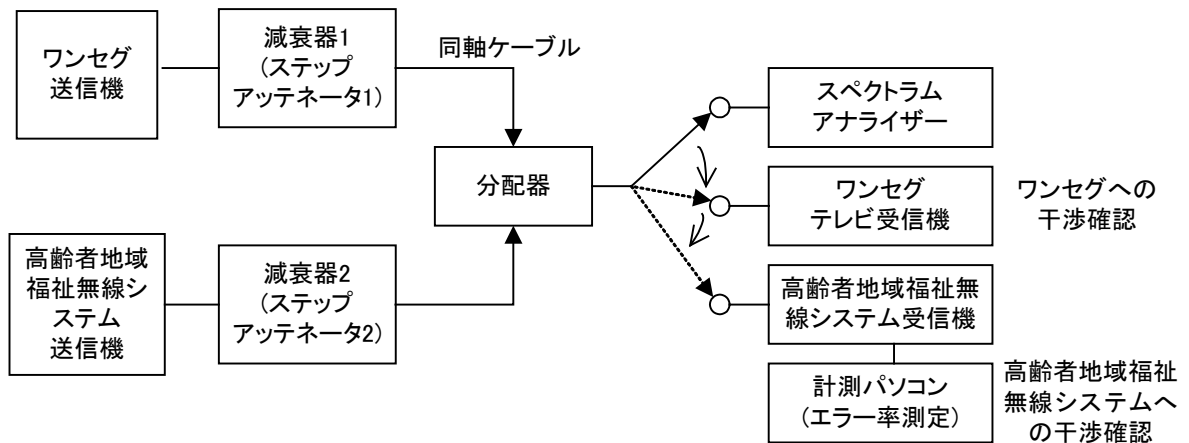 ワンセグ
送信機
減衰器1
(ステップ
アッテネータ1)
同軸ケーブル
スペクトラム
アナライザー
分配器
ワンセグ
テレビ受信機
ワンセグへの
干渉確認
高齢者地域
福祉無線シ
ステム
送信機
減衰器2
(ステップ
アッテネータ2)
高齢者地域福祉無
線システム受信機
計測パソコン
(エラー率測定)
高齢者地域福祉
無線システムへ
の干渉確認